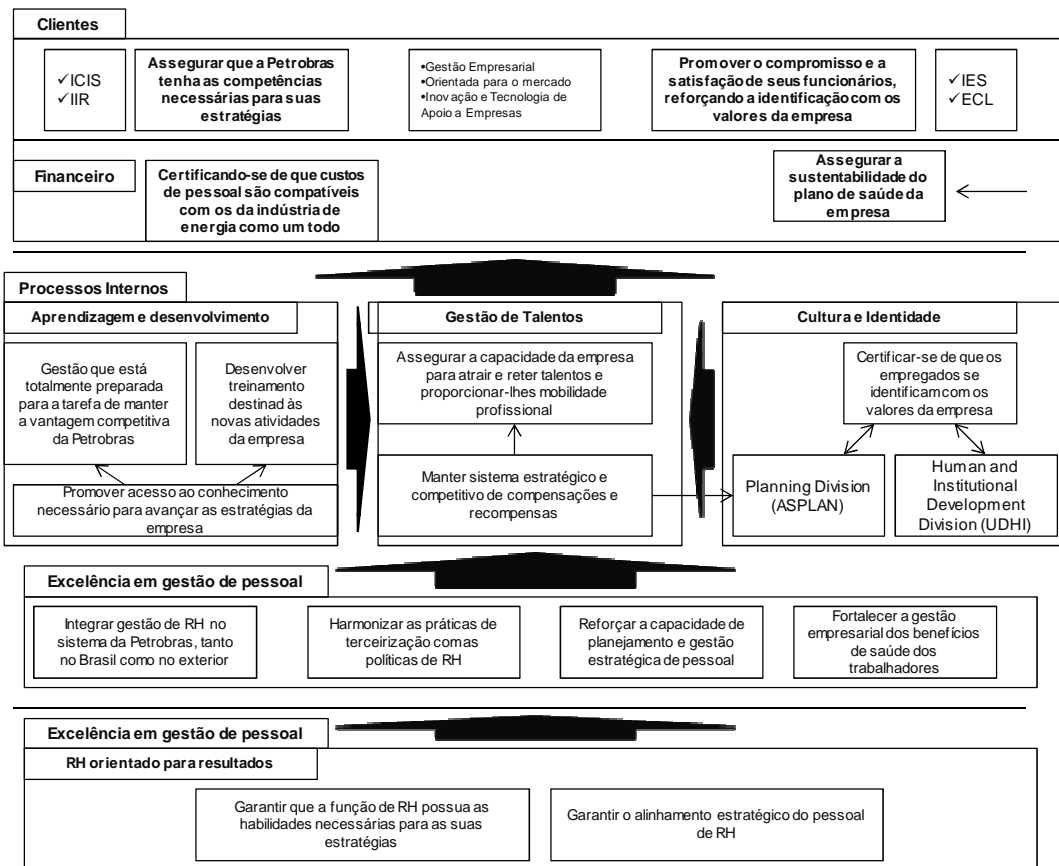 Clientes
✓ICIS
✓IIR
Assegurar que a Petrobras
tenha as competências
necessárias para suas
estratégias
•Gestão Empresarial
•Orientada para o mercado
•Inovação e Tecnologia de
Apoio a Empresas
Promover o compromisso e a
satisfação de seus funcionários,
reforçando a identificação com os
valores da empresa
✓IES
✓ECL
Financeiro
Certificando-se de que custos
de pessoal são compatíveis
com os da indústria de
energia como um todo
Assegurar a
sustentabilidade do
plano de saúde da
empresa
Processos Internos
Aprendizagem e desenvolvimento
Gestão que está
totalmente preparada
para a tarefa de manter
a vantagem competitiva
da Petrobras
Desenvolver
treinamento
destinad às
novas atividades
da empresa
Promover acesso ao conhecimento
necessário para avançar as estratégias da
empresa
Gestão de Talentos
Assegurar a capacidade da empresa
para atrair e reter talentos e
proporcionar-lhes mobilidade
profissional
Manter sistema estratégico e
competitivo de compensações e
recompensas
Cultura e Identidade
Certificar-se de que os
empregados se
identificam com os
valores da empresa
Planning Division
(ASPLAN)
Human and
Institutional
Development
Division (UDHI)
Excelência em gestão de pessoal
Integrar gestão de RH no
sistema da Petrobras, tanto
no Brasil como no exterior
Harmonizar as práticas de
terceirização comas
políticas de RH
Reforçar a capacidade de
planejamento e gestão
estratégica de pessoal
Fortalecer a gestão
empresarial dos benefícios
de saúde dos
trabalhadores
Excelência em gestão de pessoal
RH orientado para resultados
Garantir que a função de RH possua as
habilidades necessárias para as suas
estratégias
Garantir o alinhamento estratégico do pessoal
de RH